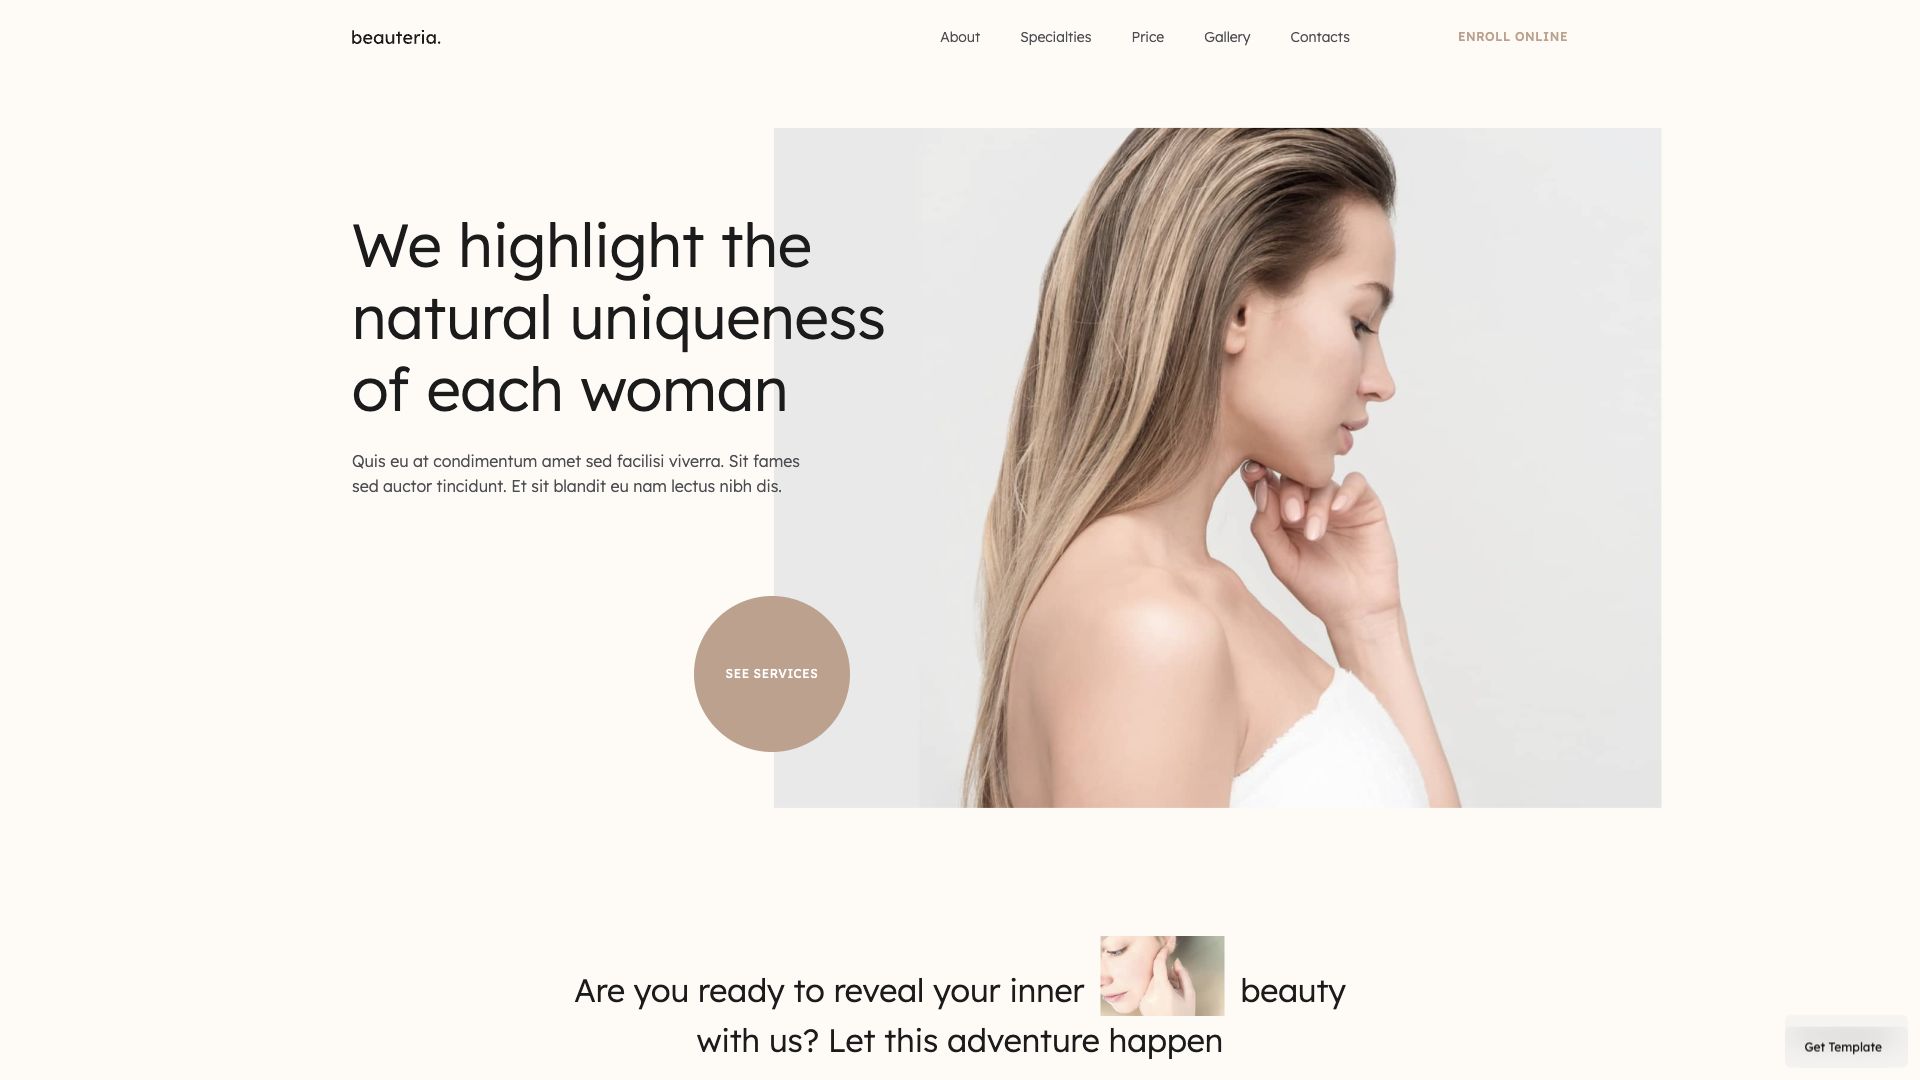 beauteria.
About Specialties Price Gallery Contacts ENROLL ONLINE
We highlight the
natural uniqueness
of each woman
Quis eu at condimentum amet sed facilisi viverra. Sit fames
sed auctor tincidunt. Et sit blandit eu nam lectus nibh dis.
SEE SERVICES
Are you ready to reveal your inner beauty
with us? Let this adventure happen
Get Template